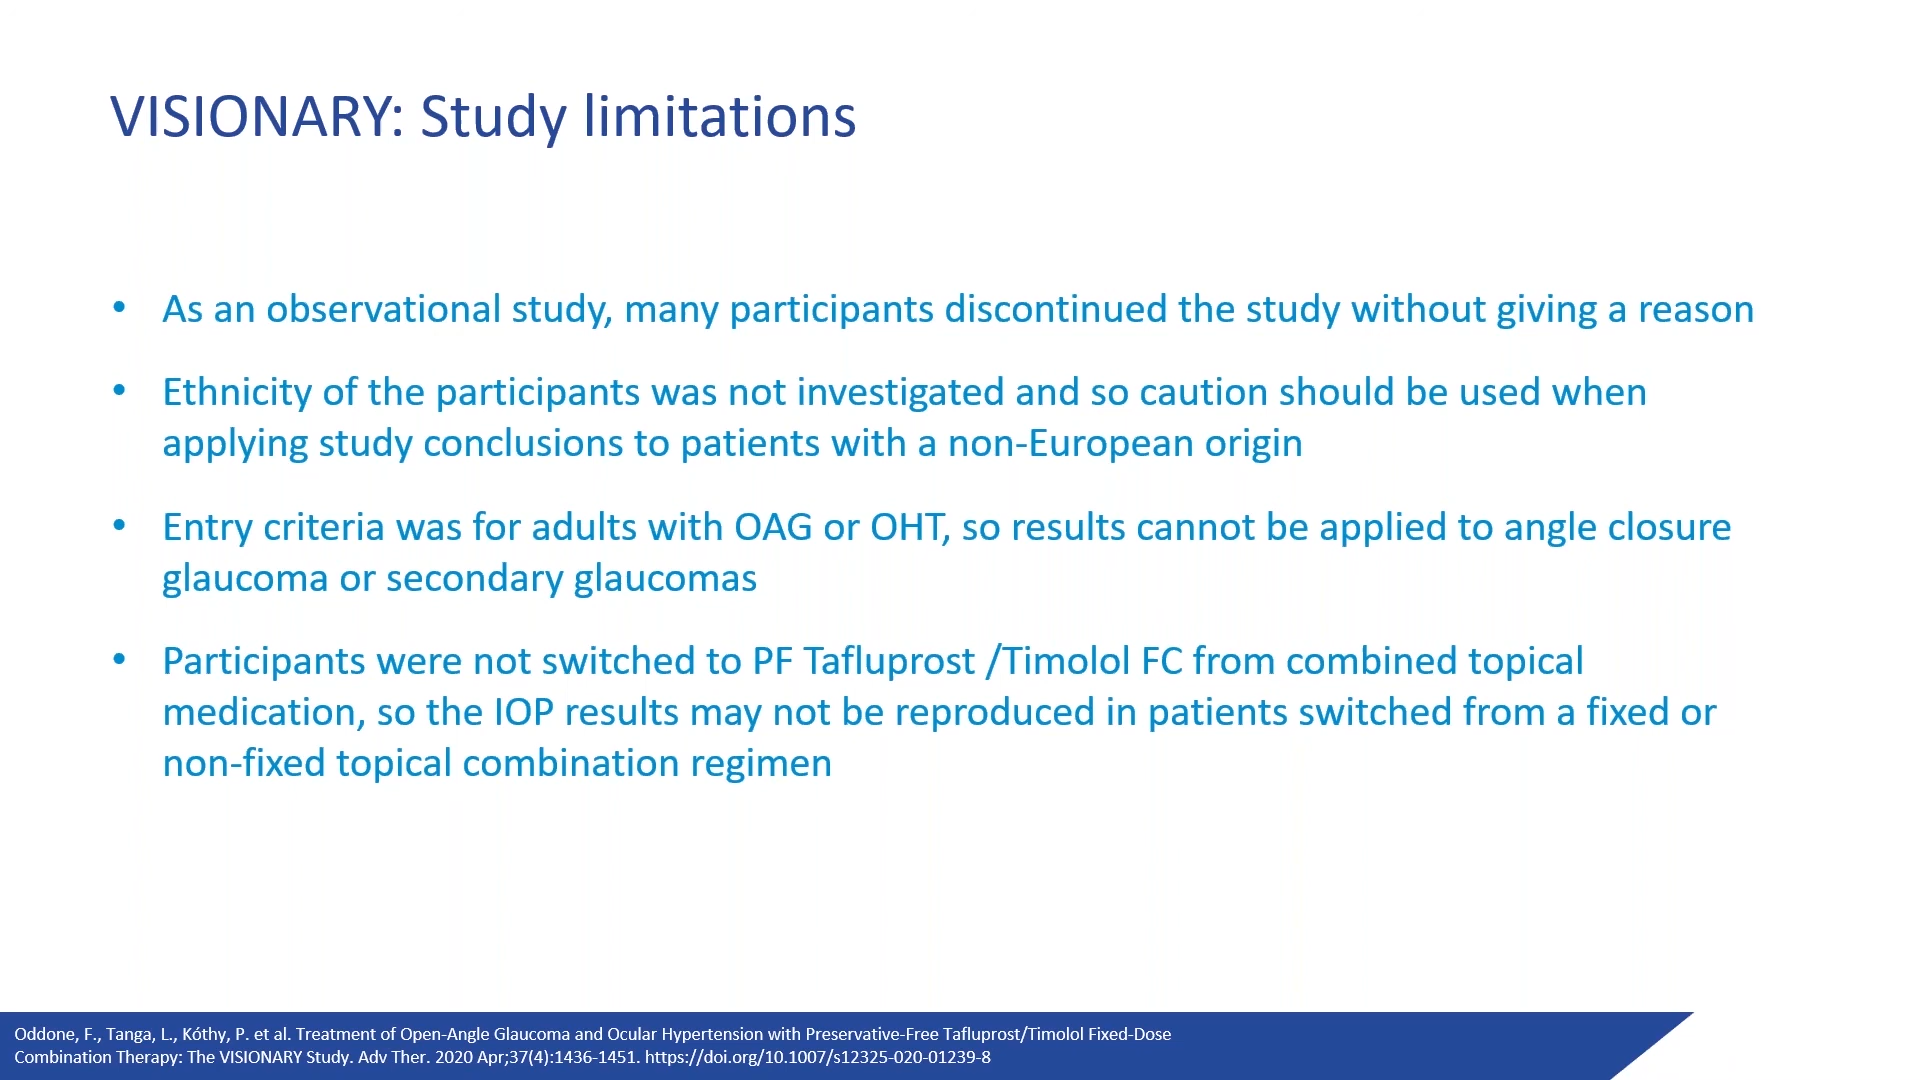 VISIONARY: Study limitations
• As an observational study, many participants discontinued the study without giving a reason
• Ethnicity of the participants was not investigated and so caution should be used when
applying study conclusions to patients with a non-European origin
• Entry criteria was for adults with OAG or OHT, so results cannot be applied to angle closure
glaucoma or secondary glaucomas
• Participants were not switched to PF Tafluprost /Timolol FC from combined topical
medication, so the IOP results may not be reproduced in patients switched from a fixed or
non-fixed topical combination regimen
Oddone, F., Tanga, L., Kóthy, P. et al. Treatment of Open-Angle Glaucoma and Ocular Hypertension with Preservative-Free Tafluprost/Timolol Fixed-Dose
Combination Therapy: The VISIONARY Study. Adv Ther. 2020 Apr;37(4):1436-1451. https://doi.org/10.1007/s12325-020-01239-8